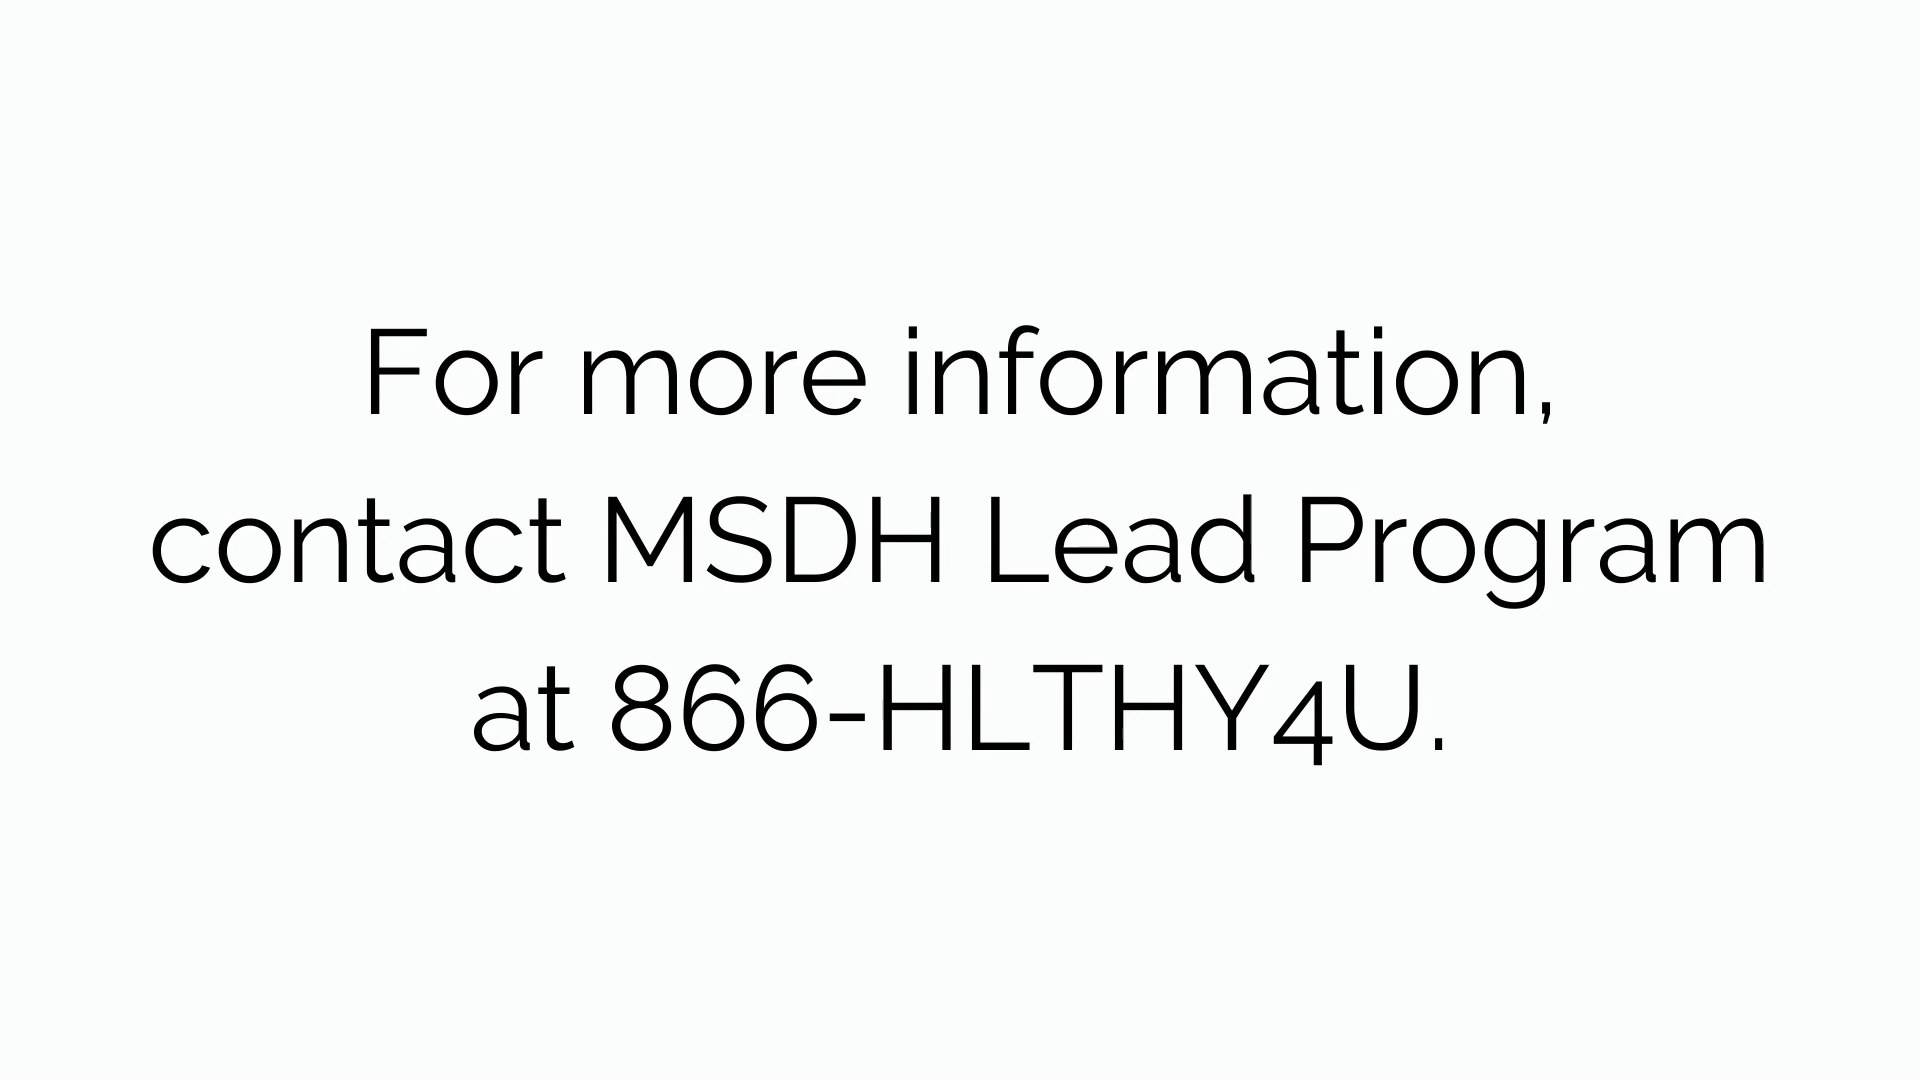 For more information,
contact MSDH Lead Program
at 866-HLTHY4U.